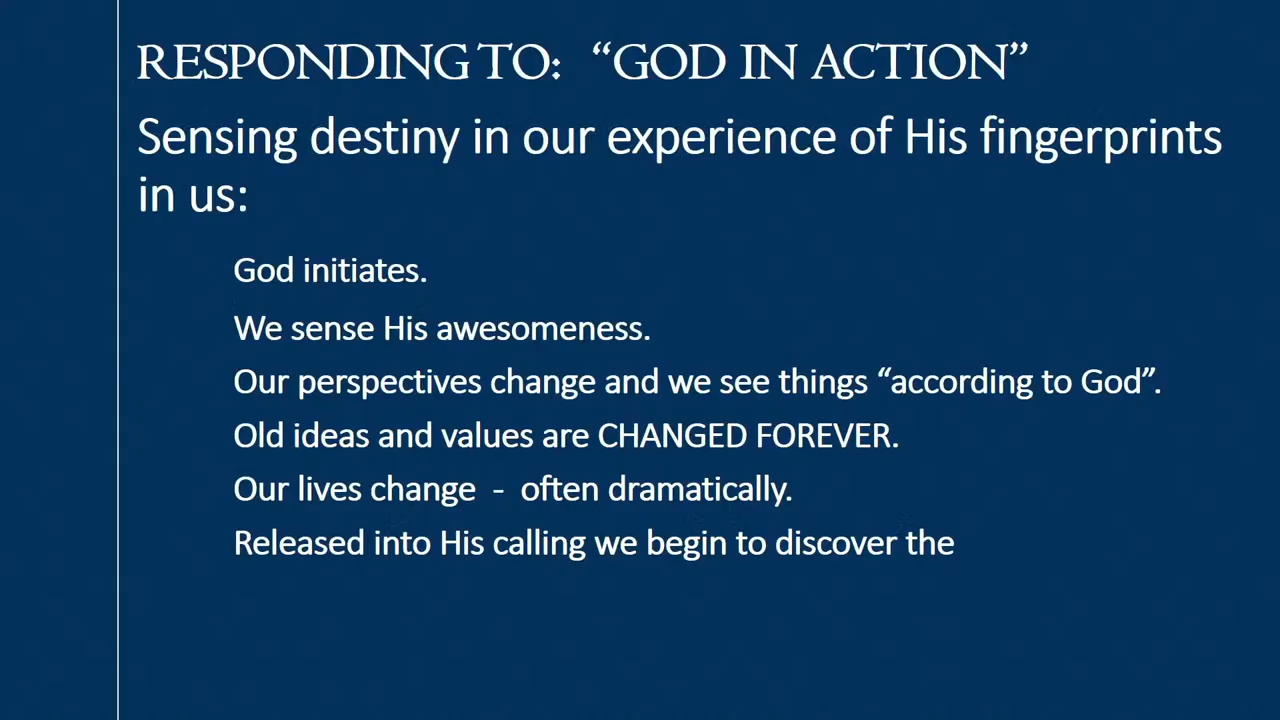 RESPONDING TO: “GOD IN ACTION”
Sensing destiny in our experience of His fingerprints
in us:
God initiates.
We sense His awesomeness.
Our perspectives change and we see things “according to God”.
Old ideas and values are CHANGED FOREVER.
Our lives change - often dramatically.
Released into His calling we begin to discover the